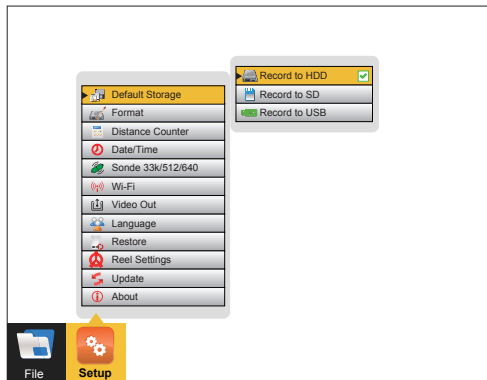 Record to HDD
Record to SD
Record to USB
Default Storage
Format
Distance Counter
Date/Time
Sonde 33k/512/640
Wi-Fi
Video Out
Language
Restore
Reel Settings
Update
About
File
Setup